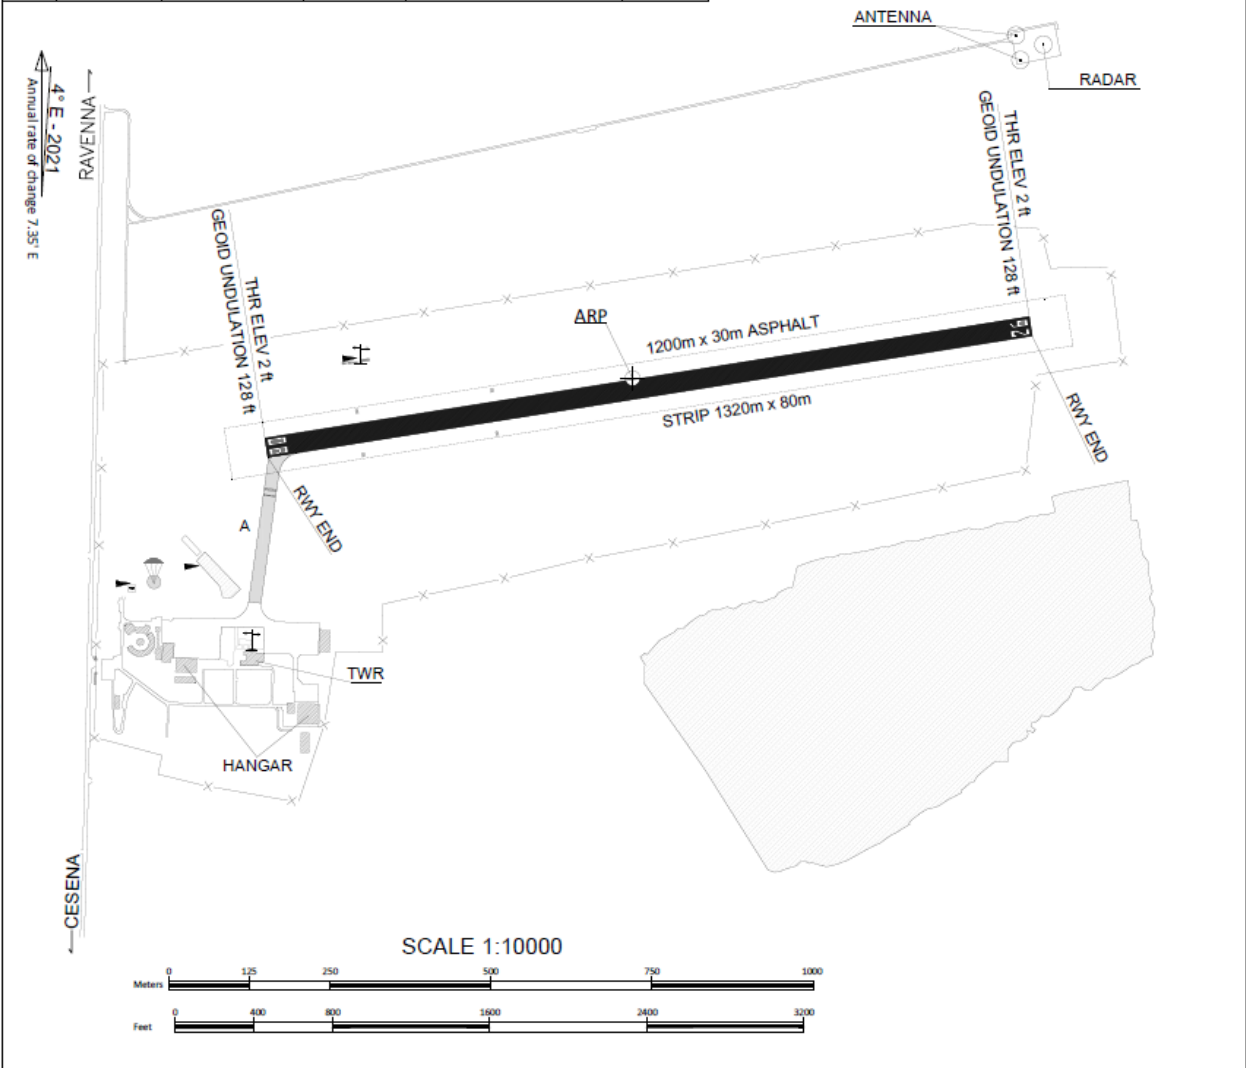 ANTENNA
RADAR
4° E - 2021
Annual rate of change 7.35' E
RAVENNA
THR ELEV 2 ft
GEOID UNDULATION 128 ft
THR ELEV 2 ft
GEOID UNDULATION 128 ft
ARP
1200m x 30m ASPHALT
STRIP 1320m x 80m
26
08
RWY END
RWY END
A
TWR
HANGAR
CESENA
SCALE 1:10000
0 125 250 500 750 1000
Meters
0 400 800 1600 2400 3200
Feet